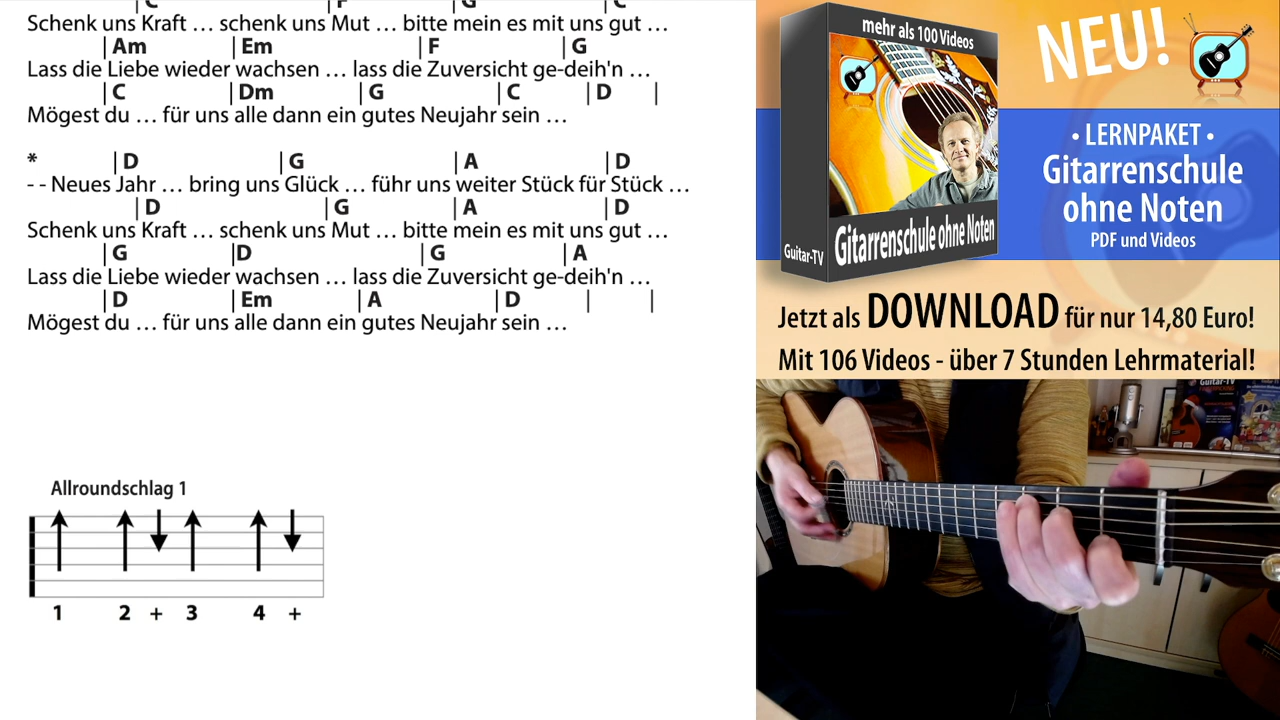 Schenk uns Kraft … schenk uns Mut … bitte mein es mit uns gut …
| Am | Em | F | G
Lass die Liebe wieder wachsen … lass die Zuversicht ge-deih'n …
| C | Dm | G | C | D |
Mögest du … für uns alle dann ein gutes Neujahr sein …
* | D | G | A | D
- - Neues Jahr … bring uns Glück … führ uns weiter Stück für Stück …
| D | G | A | D
Schenk uns Kraft … schenk uns Mut … bitte mein es mit uns gut …
| G | D | G | A
Lass die Liebe wieder wachsen … lass die Zuversicht ge-deih'n …
| D | Em | A | D | |
Mögest du … für uns alle dann ein gutes Neujahr sein …
Allroundschlag 1
1 2 + 3 4 +
mehr als 100 Videos
Guitar-TV
Gitarrenschule ohne Noten
NEU!
• LERNPAKET •
Gitarrenschule
ohne Noten
PDF und Videos
Jetzt als DOWNLOAD für nur 14,80 Euro!
Mit 106 Videos - über 7 Stunden Lehrmaterial!
Guitar-TV